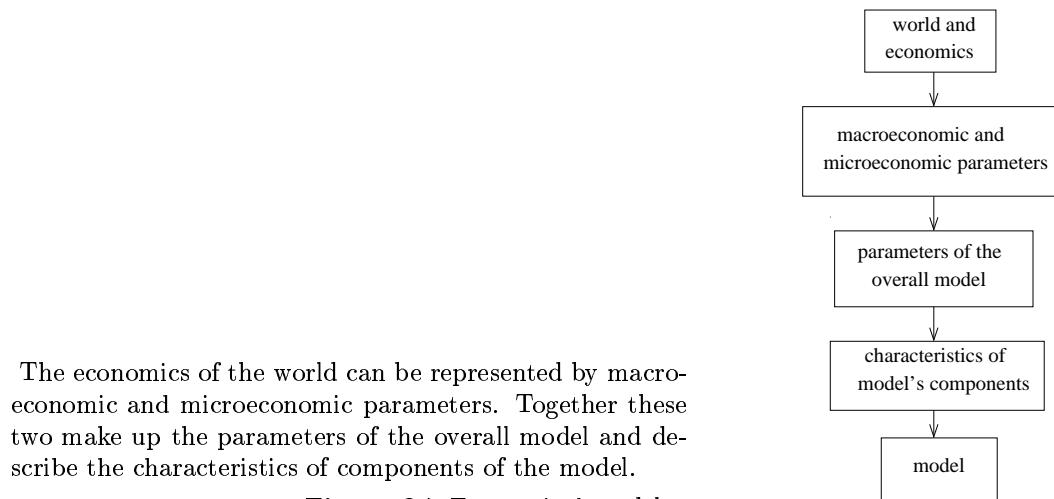 world and
economics
macroeconomic and
microeconomic parameters
parameters of the
overall model
characteristics of
model's components
model
The economics of the world can be represented by macro-
economic and microeconomic parameters. Together these
two make up the parameters of the overall model and de-
scribe the characteristics of components of the model.